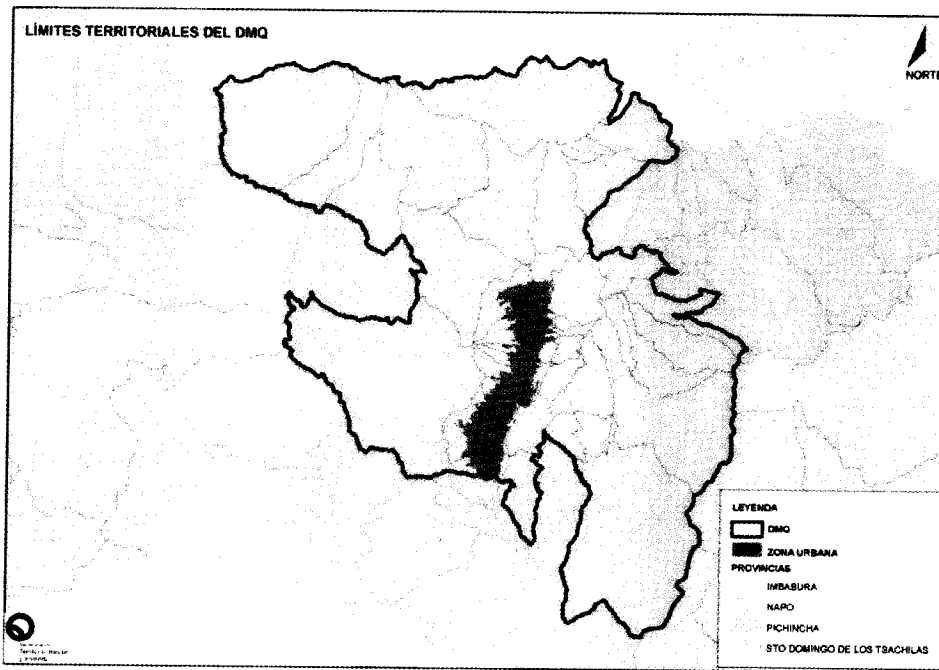 LÍMITES TERRITORIALES DEL DMQ
NORTE
LEYENDA
DMQ
ZONA URBANA
PROVINCIAS
IMBABURA
NAPO
PICHINCHA
STO DOMINGO DE LOS TSACHILAS